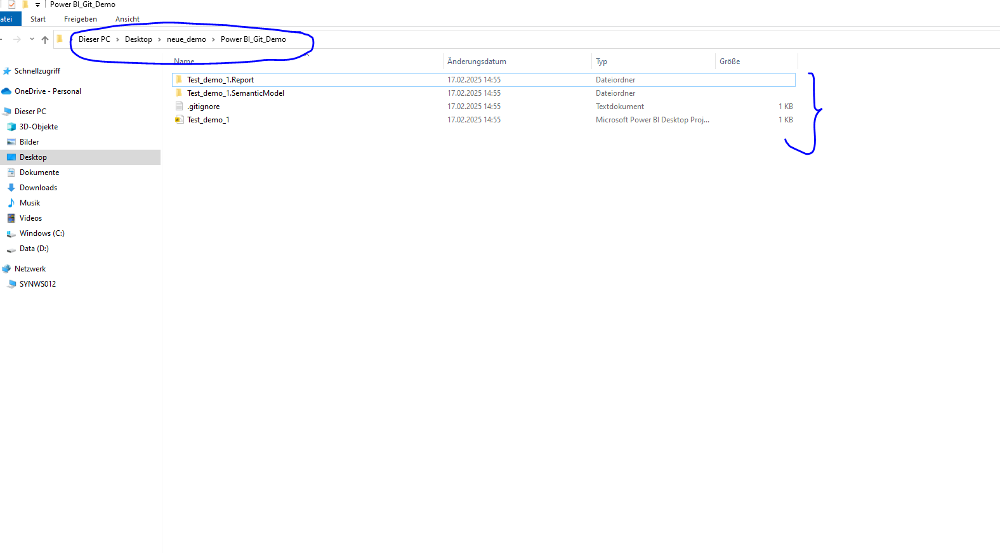 Power BI_Git_Demo
atei Start Freigeben Ansicht
Dieser PC > Desktop > neue_demo > Power BI_Git_Demo
Name Änderungsdatum Typ Größe
Schnellzugriff
OneDrive - Personal
Dieser PC
3D-Objekte
Bilder
Desktop
Dokumente
Downloads
Musik
Videos
Windows (C:)
Data (D:)
Netzwerk
SYNWS012
Test_demo_1.Report 17.02.2025 14:55 Dateiordner
Test_demo_1.SemanticModel 17.02.2025 14:55 Dateiordner
.gitignore 17.02.2025 14:55 Textdokument 1 KB
Test_demo_1 17.02.2025 14:55 Microsoft Power BI Desktop Proj... 1 KB